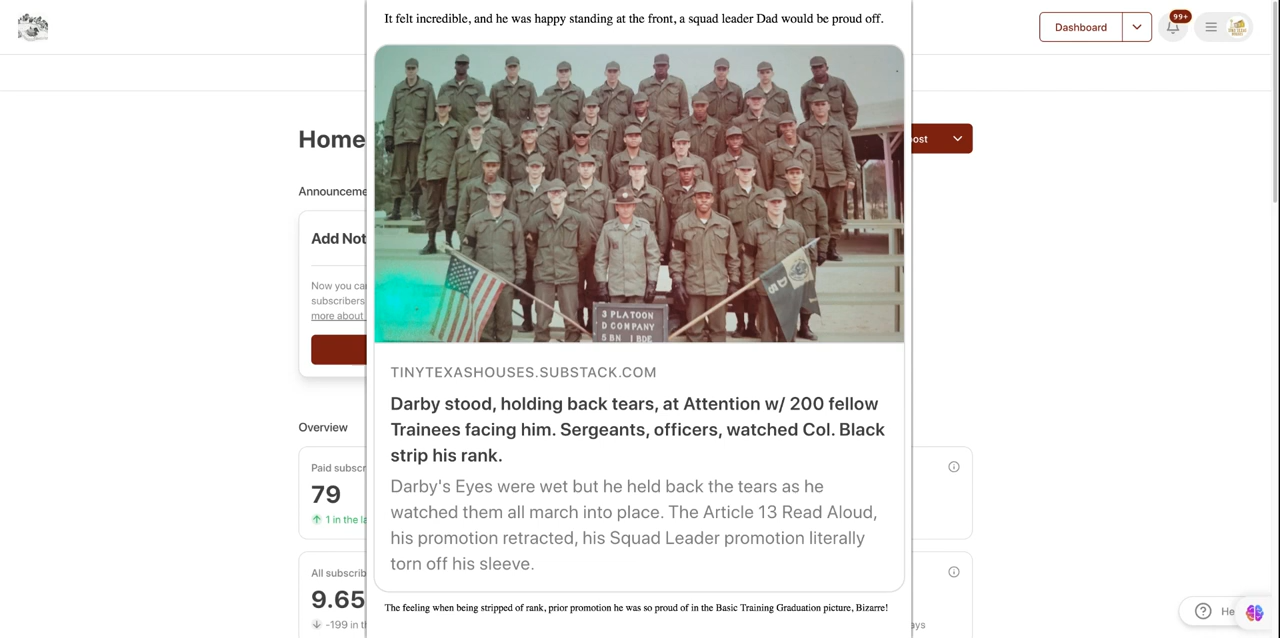 It felt incredible, and he was happy standing at the front, a squad leader Dad would be proud off.
Dashboard
99+
Home
ost
Announceme
Add Not
Now you ca
subscribers
more about
3 PLATOON
D COMPANY
5 BN 1 BDE
TINYTEXASHOUSES.SUBSTACK.COM
Darby stood, holding back tears, at Attention w/ 200 fellow
Trainees facing him. Sergeants, officers, watched Col. Black
strip his rank.
Darby's Eyes were wet but he held back the tears as he
watched them all march into place. The Article 13 Read Aloud,
his promotion retracted, his Squad Leader promotion literally
torn off his sleeve.
The feeling when being stripped of rank, prior promotion he was so proud of in the Basic Training Graduation picture, Bizarre!
Overview
Paid subscr
79
1 in the la
All subscrib
9.65
-199 in th
ays
He